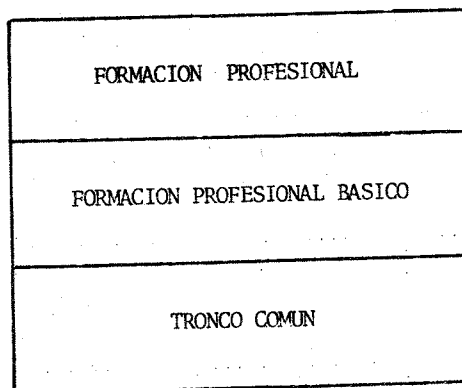 FORMACION PROFESIONAL
FORMACION PROFESIONAL BASICO
TRONCO COMUN